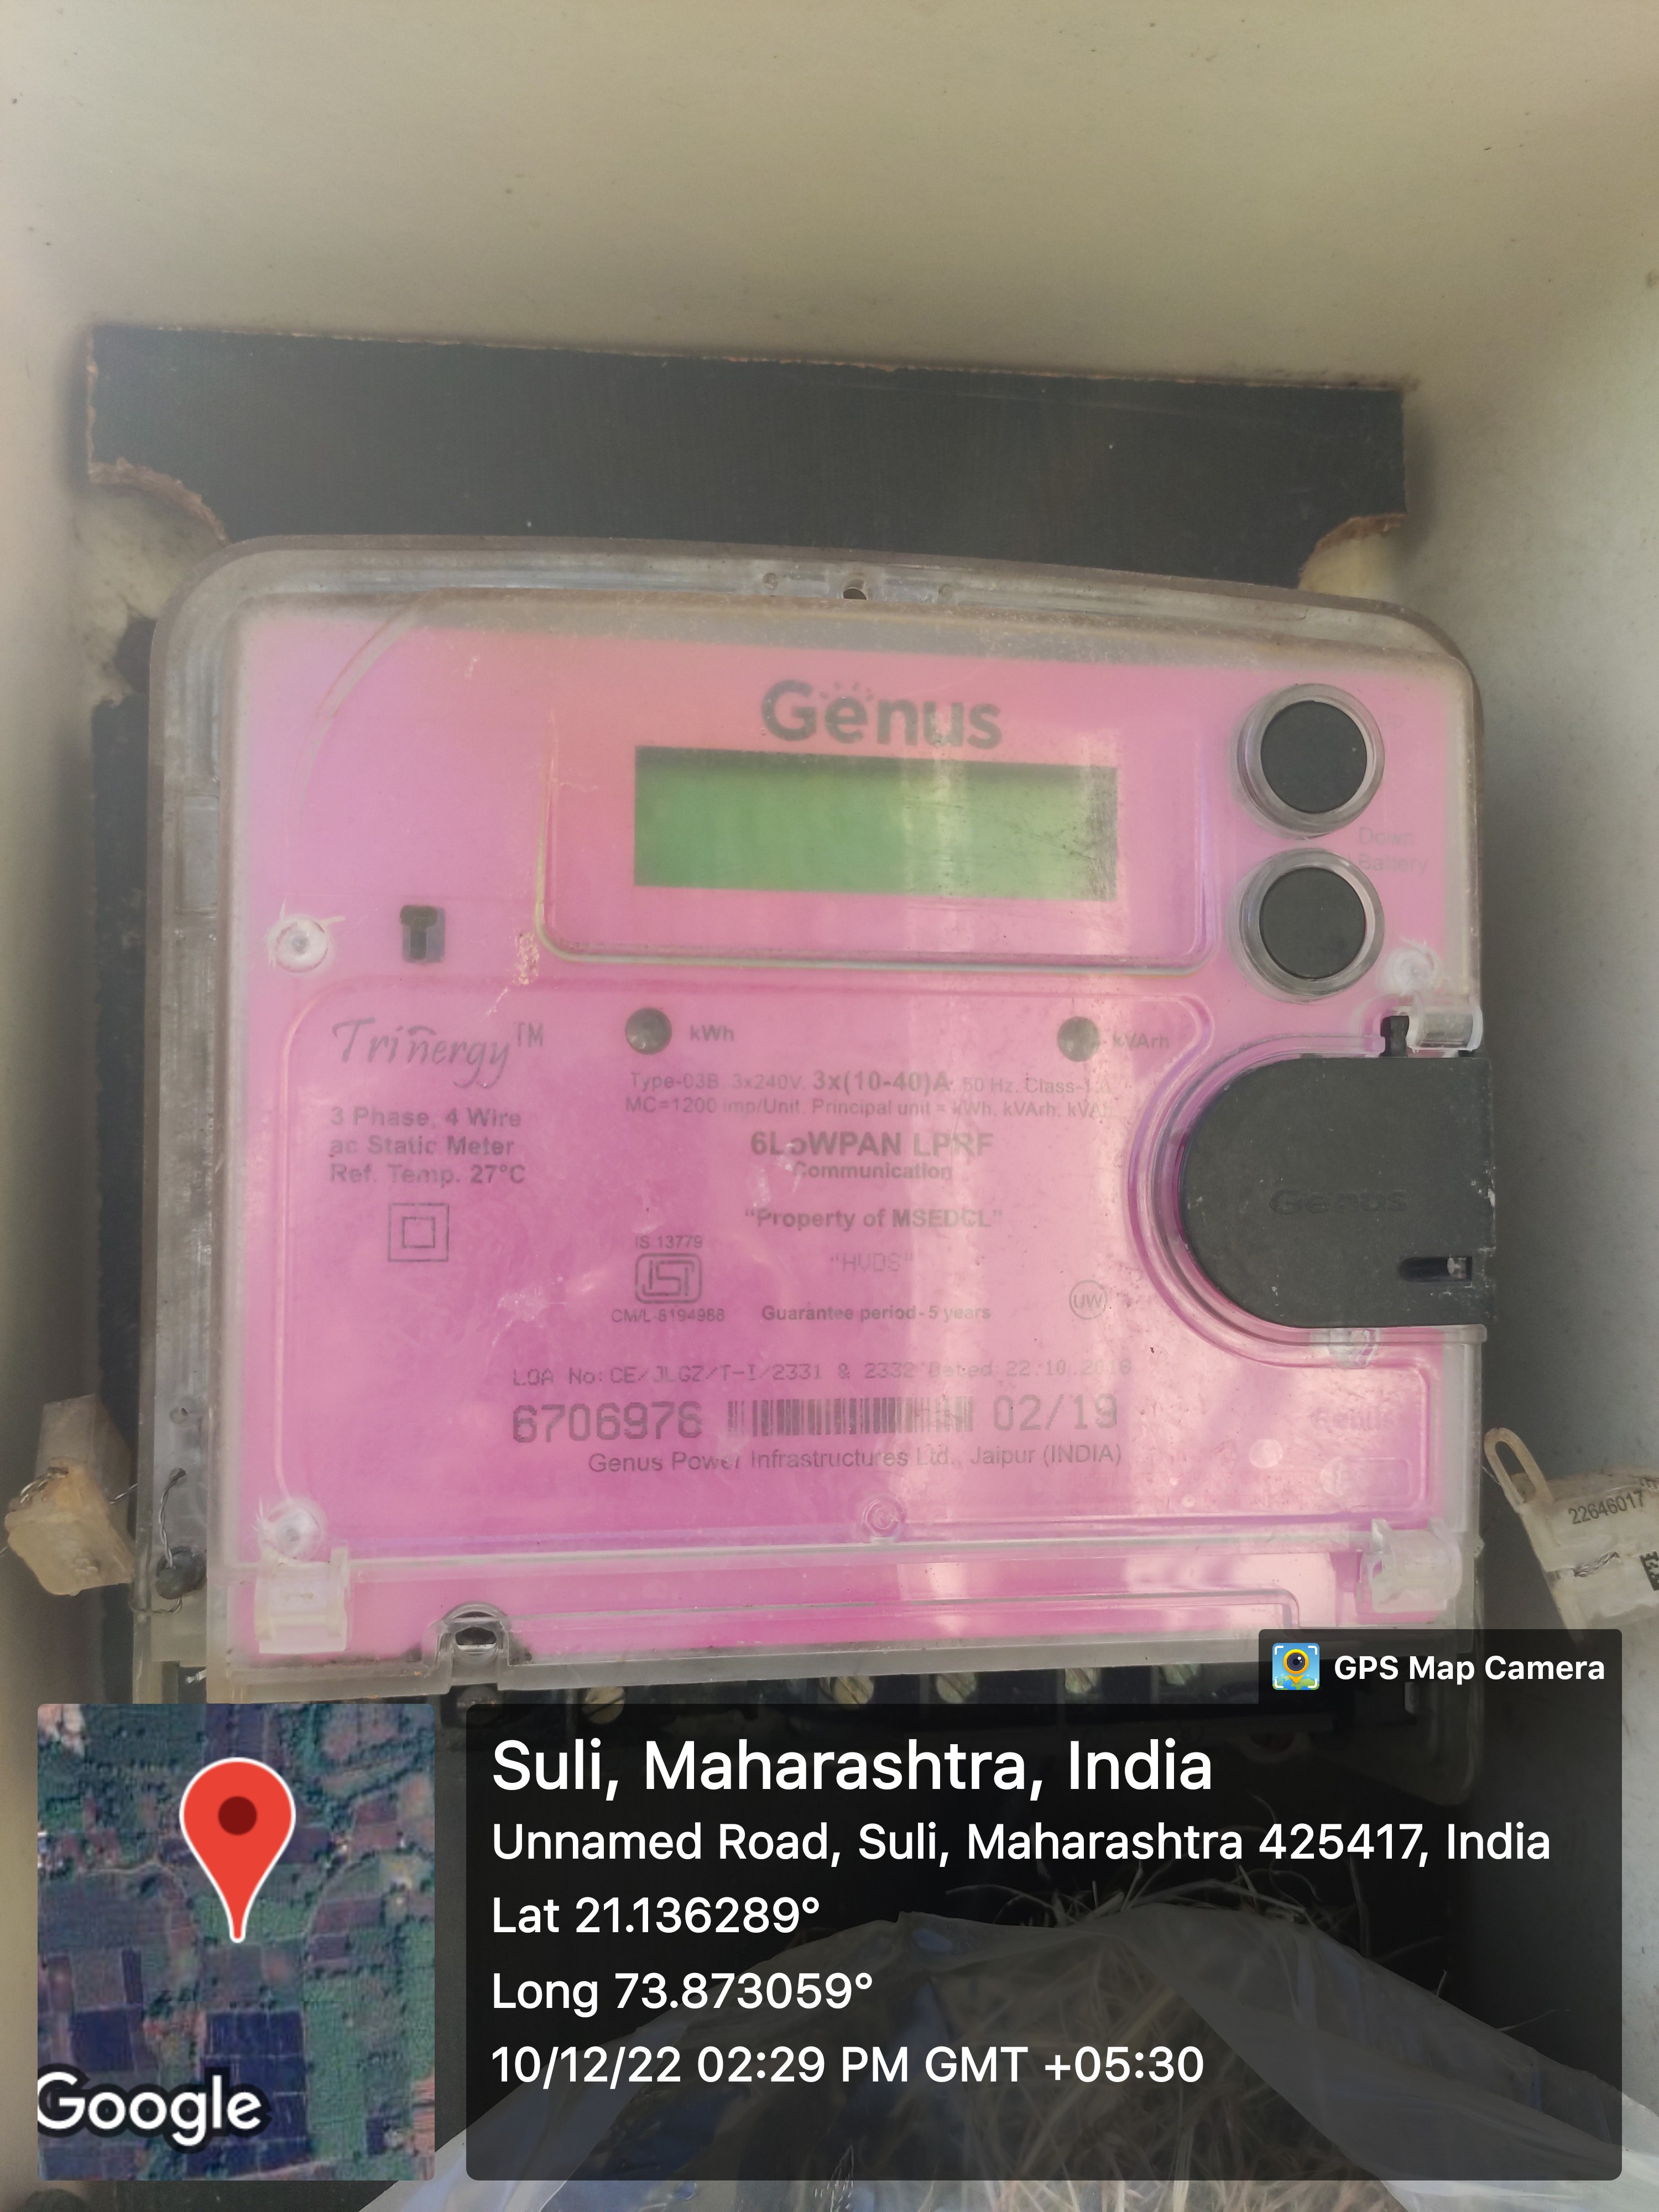 Genus
Down
Battery
Trinergy™
kWh
kVArh
Type-03B, 3x240V, 3x(10-40)A, 50 Hz. Class-1
MC=1200 imp/Unit. Principal unit = kWh, kVArh,
3 Phase, 4 Wire
ac Static Meter
Ref. Temp. 27°C
6LoWPAN LPRF
Communication
"Property of MSEDCL"
"HVDS"
IS 13779
ISI
CM/L-8194988
Guarantee period-5 years
UW
Genus
LOA No:CE/JLGZ/T-I/2331 & 2332 Dated 22.10.2018
6706976 02/19
Genus Power Infrastructures Ltd., Jaipur (INDIA)
22646017
GPS Map Camera
Suli, Maharashtra, India
Unnamed Road, Suli, Maharashtra 425417, India
Lat 21.136289°
Long 73.873059°
10/12/22 02:29 PM GMT +05:30
Google